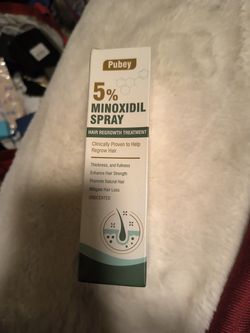 Pubey
5%
MINOXIDIL
SPRAY
HAIR REGROWTH TREATMENT
Clinically Proven to Help
Regrow Hair
Thickness, and fullness
Enhance Hair Strength
Promote Natural Hair
Mitigate Hair Loss
UNSCENTED